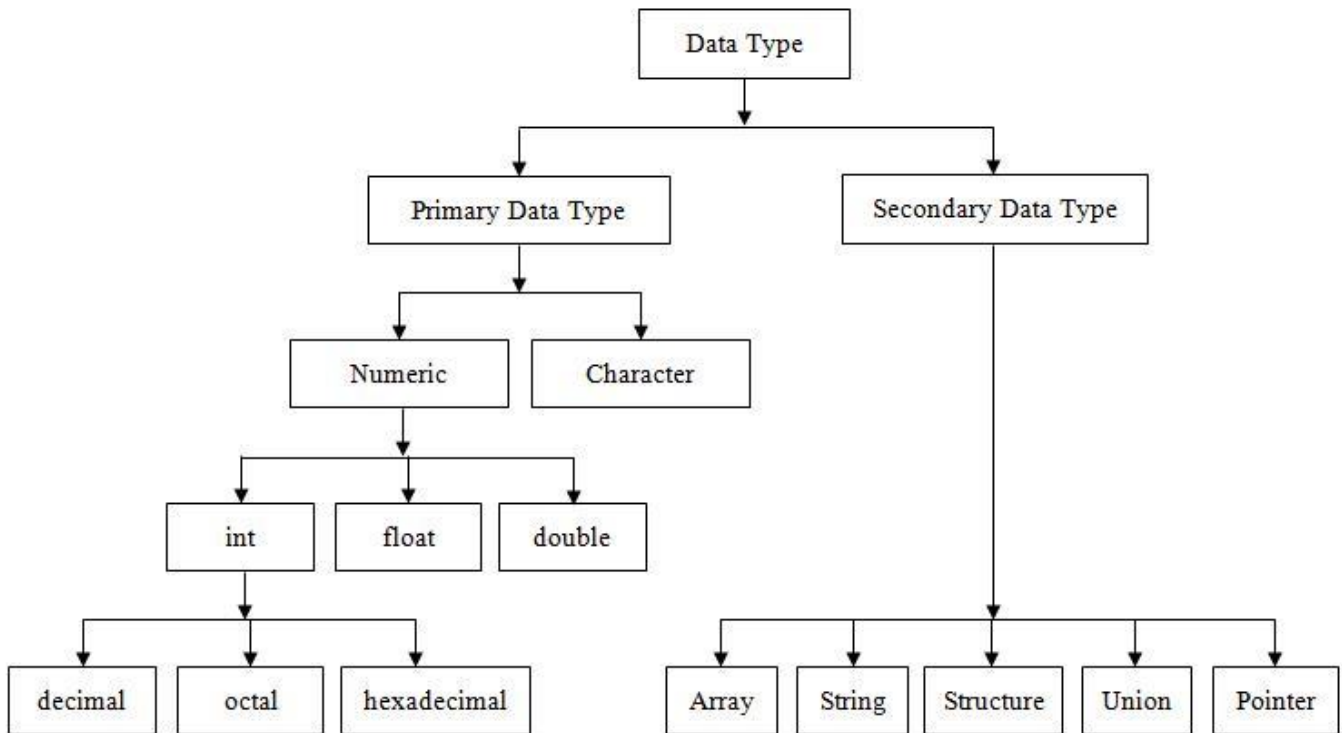 Data Type
Primary Data Type
Secondary Data Type
Numeric
Character
int
float
double
decimal
octal
hexadecimal
Array
String
Structure
Union
Pointer